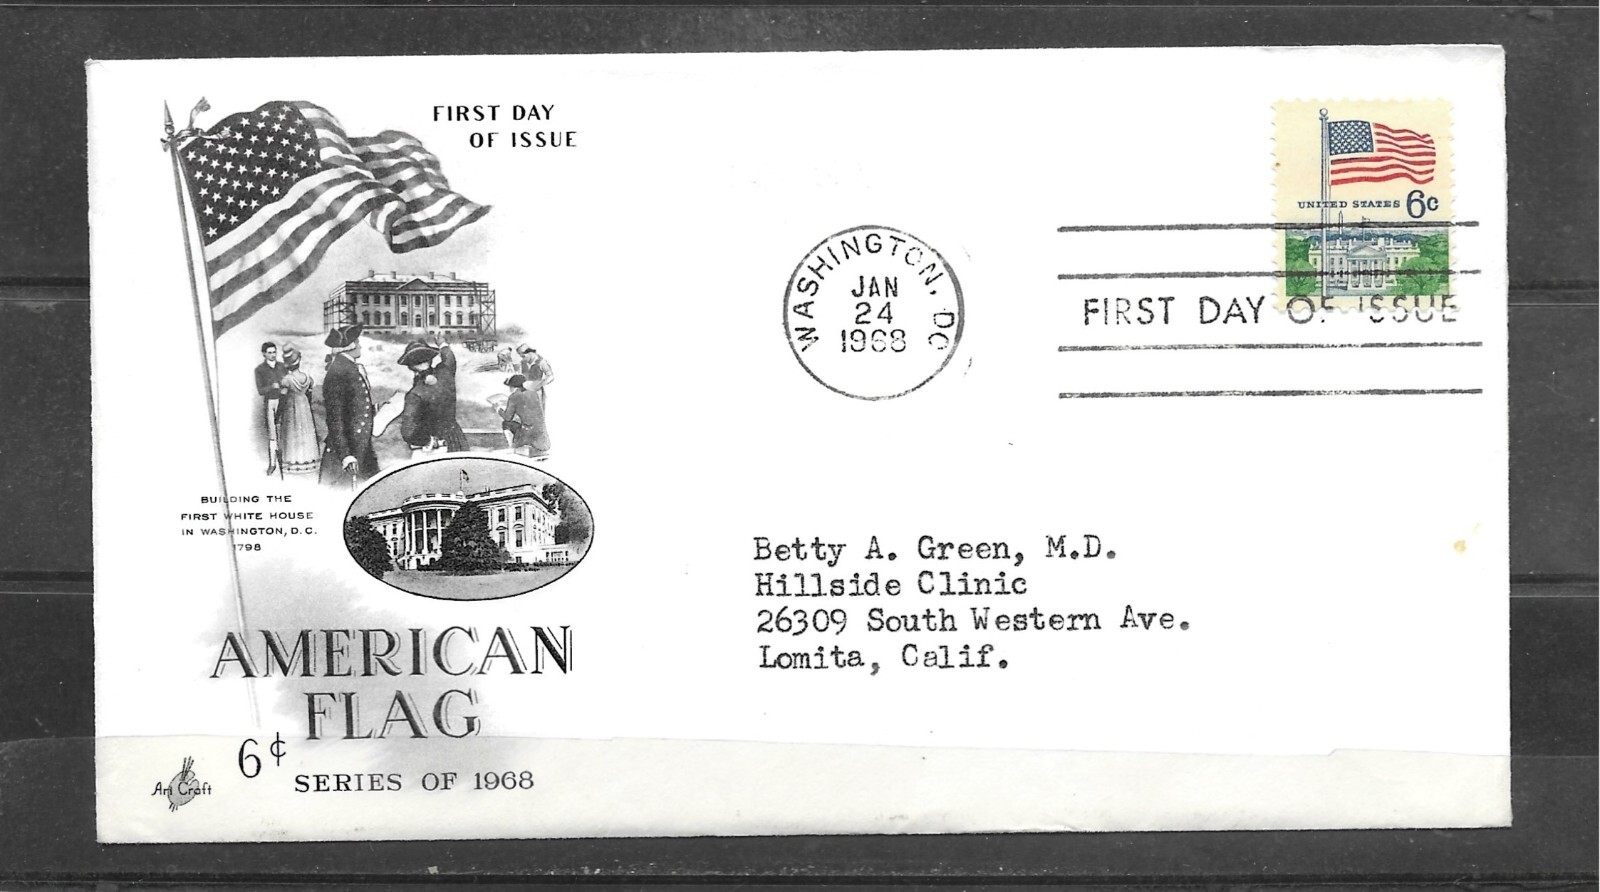 FIRST DAY
OF ISSUE
UNITED STATES 6c
WASHINGTON, DC
JAN
24
1968
FIRST DAY OF ISSUE
BUILDING THE
FIRST WHITE HOUSE
IN WASHINGTON, D.C.
1798
Betty A. Green, M.D.
Hillside Clinic
26309 South Western Ave.
Lomita, Calif.
AMERICAN
FLAG
6¢
SERIES OF 1968
Art Craft